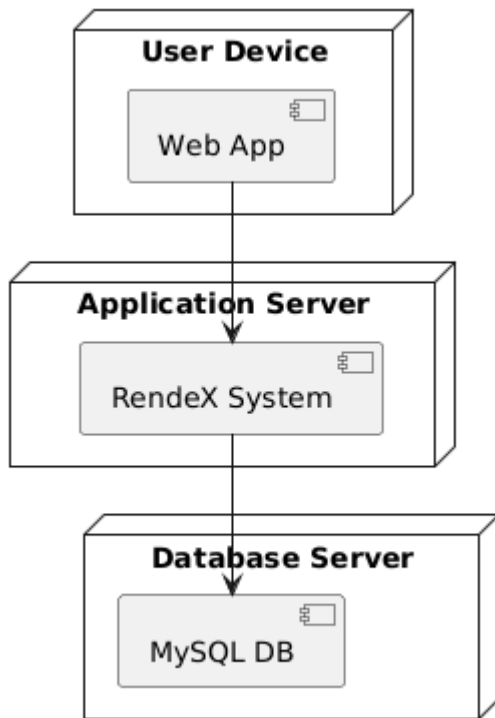 User Device
Web App
Application Server
RendeX System
Database Server
MySQL DB